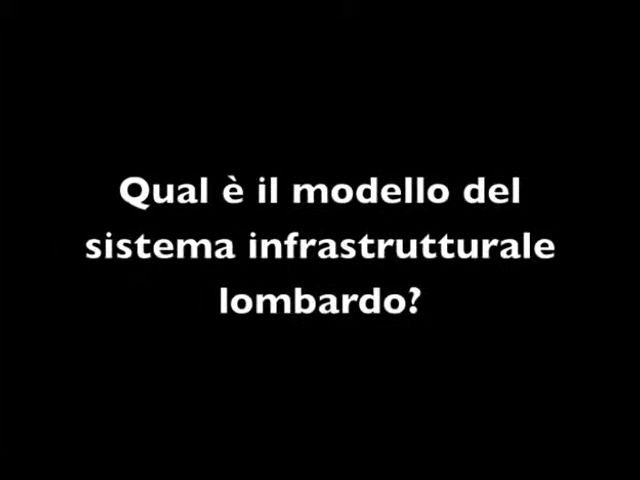 Qual è il modello del
sistema infrastrutturale
lombardo?